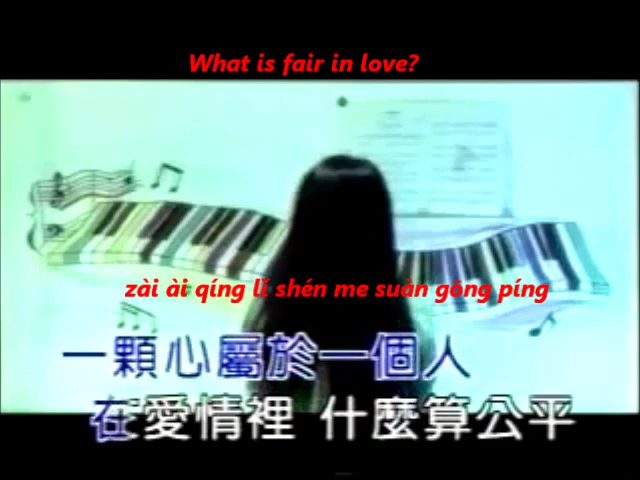 What is fair in love?
zài ài qíng lǐ shén me suàn gōng píng
一顆心屬於一個人
在愛情裡 什麼算公平